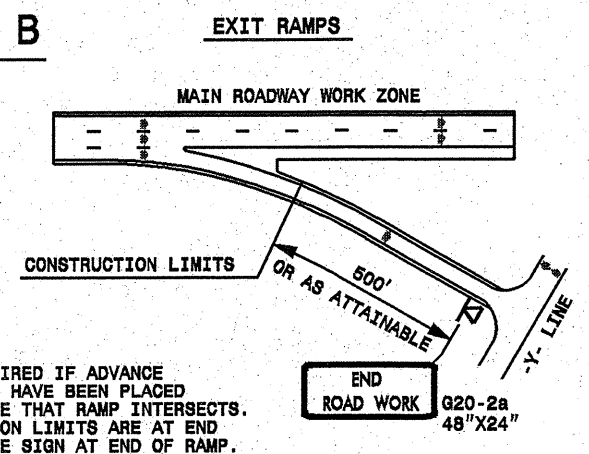 B
EXIT RAMPS
MAIN ROADWAY WORK ZONE
CONSTRUCTION LIMITS
500'
OR AS ATTAINABLE
-Y- LINE
END
ROAD WORK
G20-2a
48"X24"
IRED IF ADVANCE
HAVE BEEN PLACED
E THAT RAMP INTERSECTS.
ON LIMITS ARE AT END
E SIGN AT END OF RAMP.